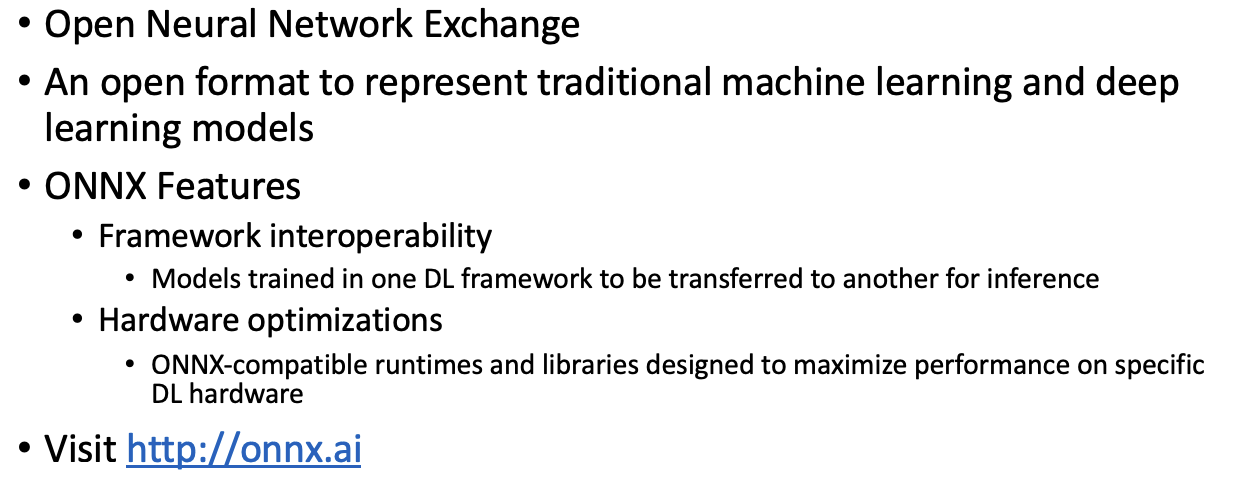 • Open Neural Network Exchange
• An open format to represent traditional machine learning and deep
learning models
• ONNX Features
• Framework interoperability
• Models trained in one DL framework to be transferred to another for inference
• Hardware optimizations
• ONNX-compatible runtimes and libraries designed to maximize performance on specific
DL hardware
• Visit http://onnx.ai